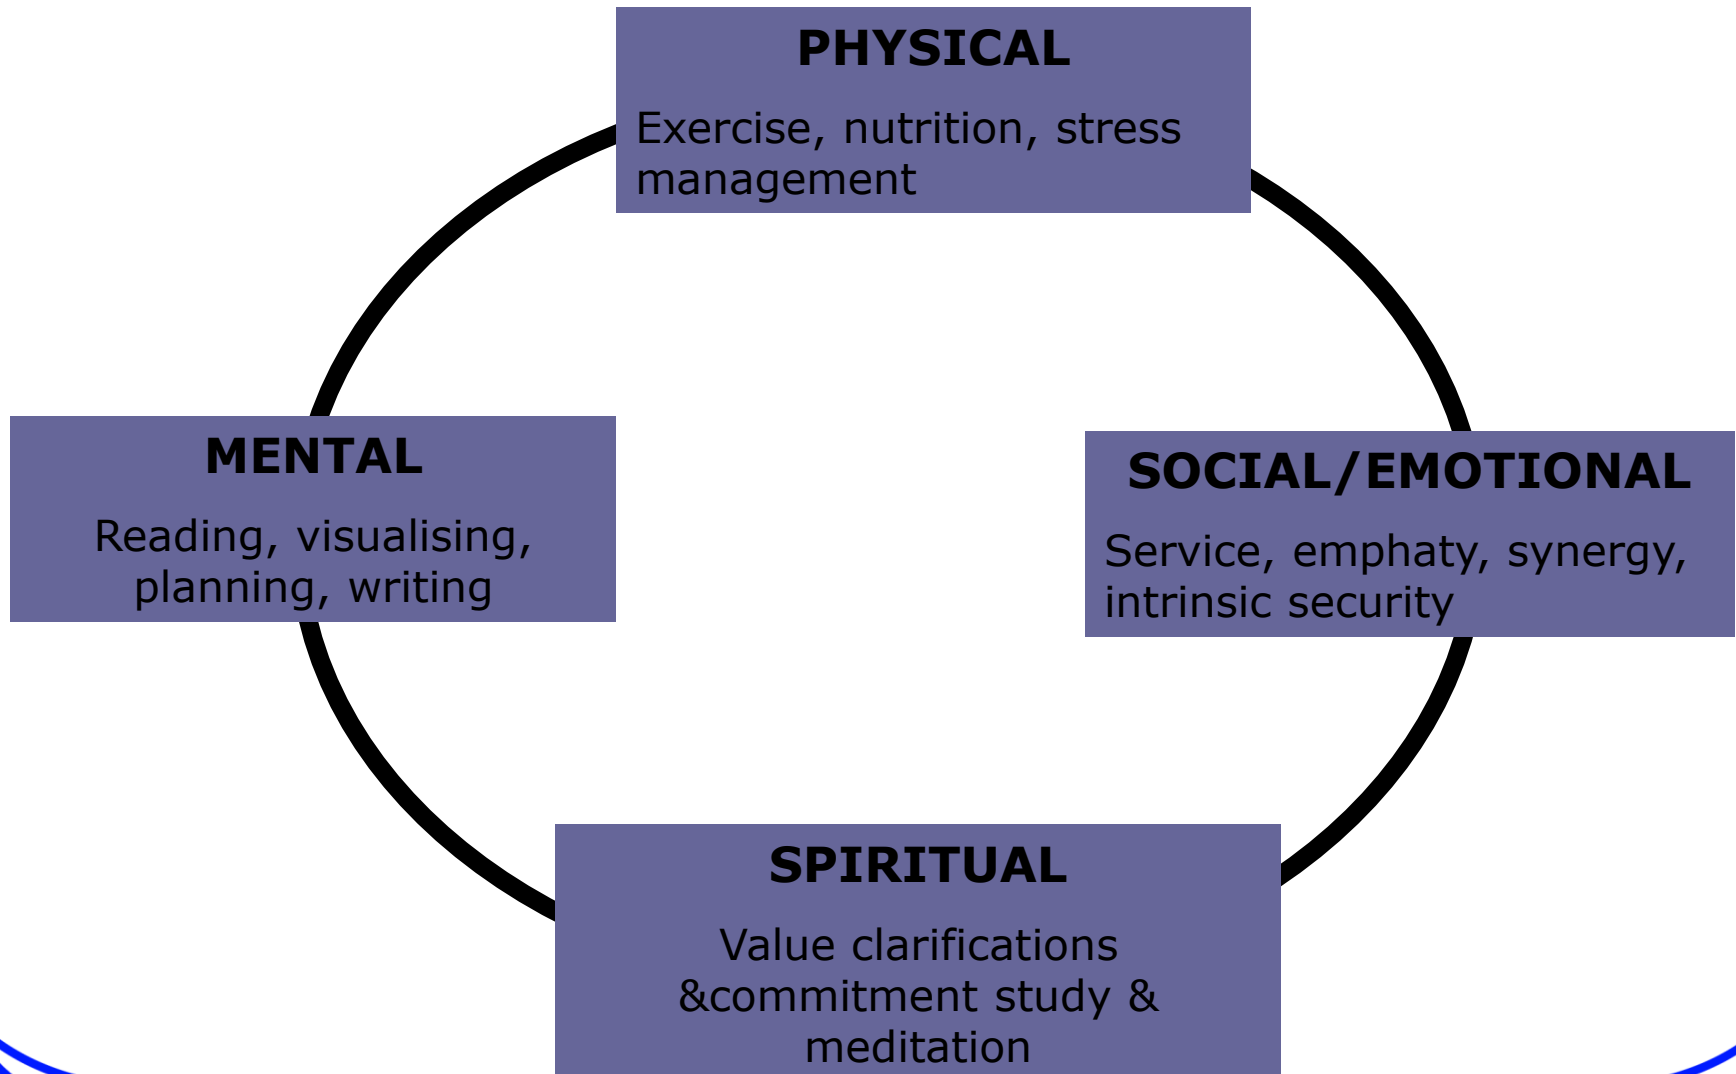 PHYSICAL
Exercise, nutrition, stress
management
MENTAL
Reading, visualising,
planning, writing
SOCIAL/EMOTIONAL
Service, emphaty, synergy,
intrinsic security
SPIRITUAL
Value clarifications
&commitment study &
meditation